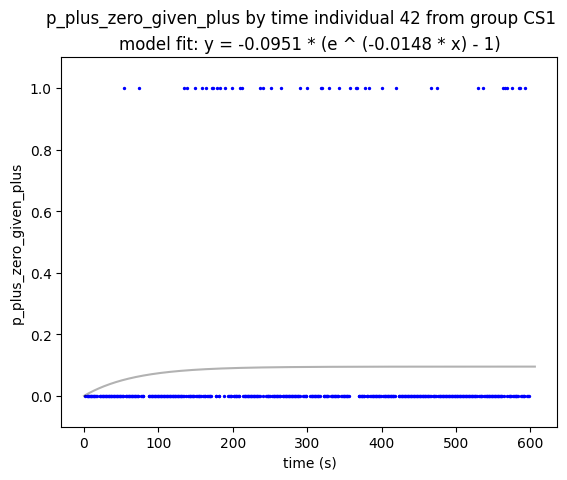 p_plus_zero_given_plus by time individual 42 from group CS1
model fit: y = -0.0951 * (e ^ (-0.0148 * x) - 1)
1.0
0.8
0.6
0.4
0.2
0.0
p_plus_zero_given_plus
0 100 200 300 400 500 600
time (s)